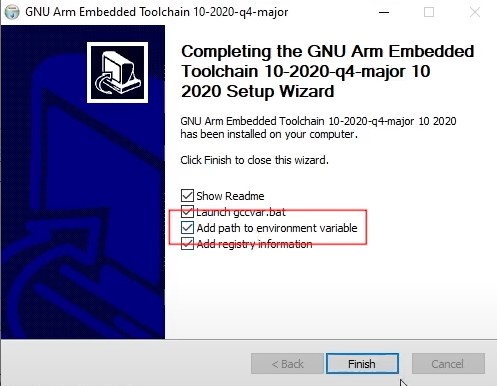 GNU Arm Embedded Toolchain 10-2020-q4-major
Completing the GNU Arm Embedded
Toolchain 10-2020-q4-major 10
2020 Setup Wizard
GNU Arm Embedded Toolchain 10-2020-q4-major 10 2020
has been installed on your computer.
Click Finish to close this wizard.
Show Readme
Launch gccvar.bat
Add path to environment variable
Add registry information
< Back
Finish
Cancel